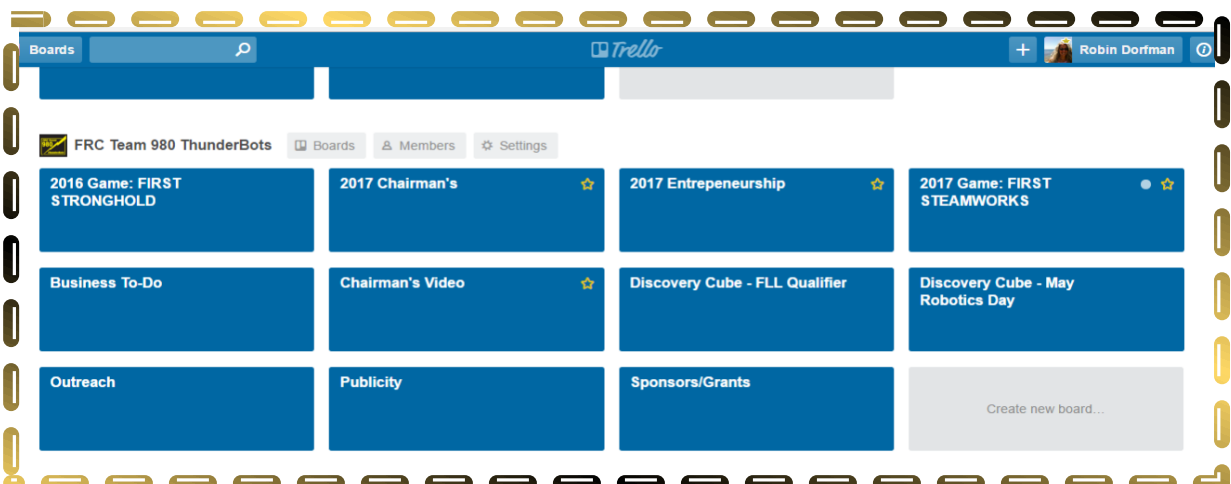 Boards
Trello
Robin Dorfman
FRC Team 980 ThunderBots
Boards
Members
Settings
2016 Game: FIRST
STRONGHOLD
2017 Chairman's
2017 Entrepeneurship
2017 Game: FIRST
STEAMWORKS
Business To-Do
Chairman's Video
Discovery Cube - FLL Qualifier
Discovery Cube - May
Robotics Day
Outreach
Publicity
Sponsors/Grants
Create new board...